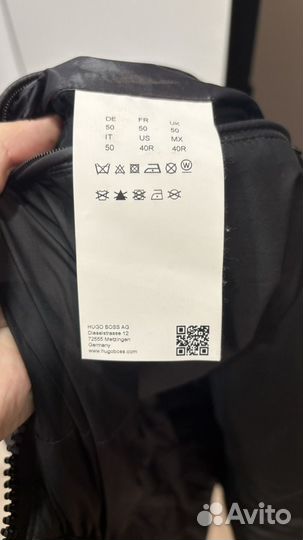 DE FR UK
50 50 50
IT US MX
50 40R 40R
HUGO BOSS AG
Dieselstrasse 12
72555 Metzingen
Germany
www.hugoboss.com
Avito